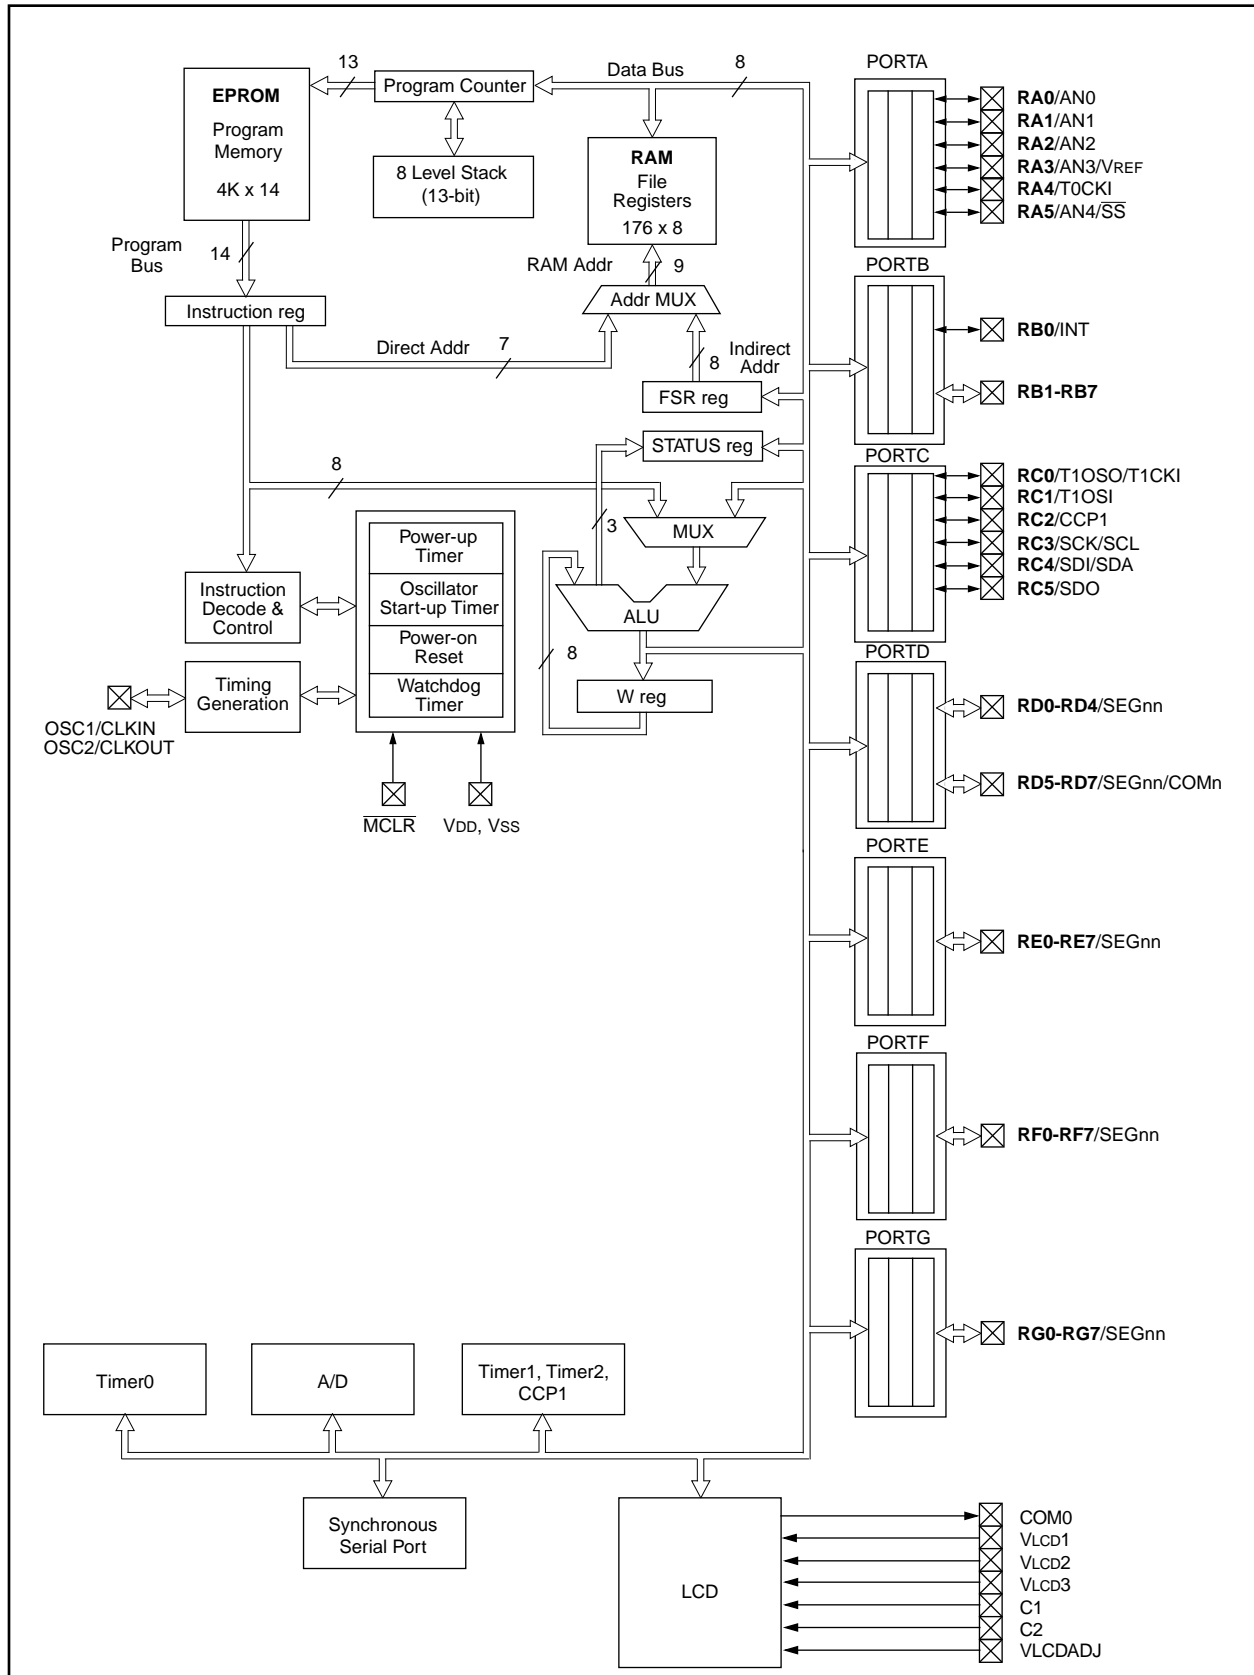 13
Program Counter
Data Bus
8
PORTA
EPROM
Program
Memory
4K x 14
8 Level Stack
(13-bit)
RAM
File
Registers
176 x 8
RA0/AN0
RA1/AN1
RA2/AN2
RA3/AN3/VREF
RA4/T0CKI
RA5/AN4/SS
Program
Bus
14
RAM Addr
9
PORTB
Instruction reg
Addr MUX
RB0/INT
Direct Addr
7
8
Indirect
Addr
FSR reg
RB1-RB7
STATUS reg
PORTC
8
3
MUX
RC0/T1OSO/T1CKI
RC1/T1OSI
RC2/CCP1
RC3/SCK/SCL
RC4/SDI/SDA
RC5/SDO
Power-up
Timer
Oscillator
Start-up Timer
Power-on
Reset
Watchdog
Timer
Instruction
Decode &
Control
ALU
8
W reg
Timing
Generation
OSC1/CLKIN
OSC2/CLKOUT
MCLR
VDD, VSS
PORTD
RD0-RD4/SEGnn
RD5-RD7/SEGnn/COMn
PORTE
RE0-RE7/SEGnn
PORTF
RF0-RF7/SEGnn
PORTG
RG0-RG7/SEGnn
Timer0
A/D
Timer1, Timer2,
CCP1
Synchronous
Serial Port
LCD
COM0
VLCD1
VLCD2
VLCD3
C1
C2
VLCDADJ